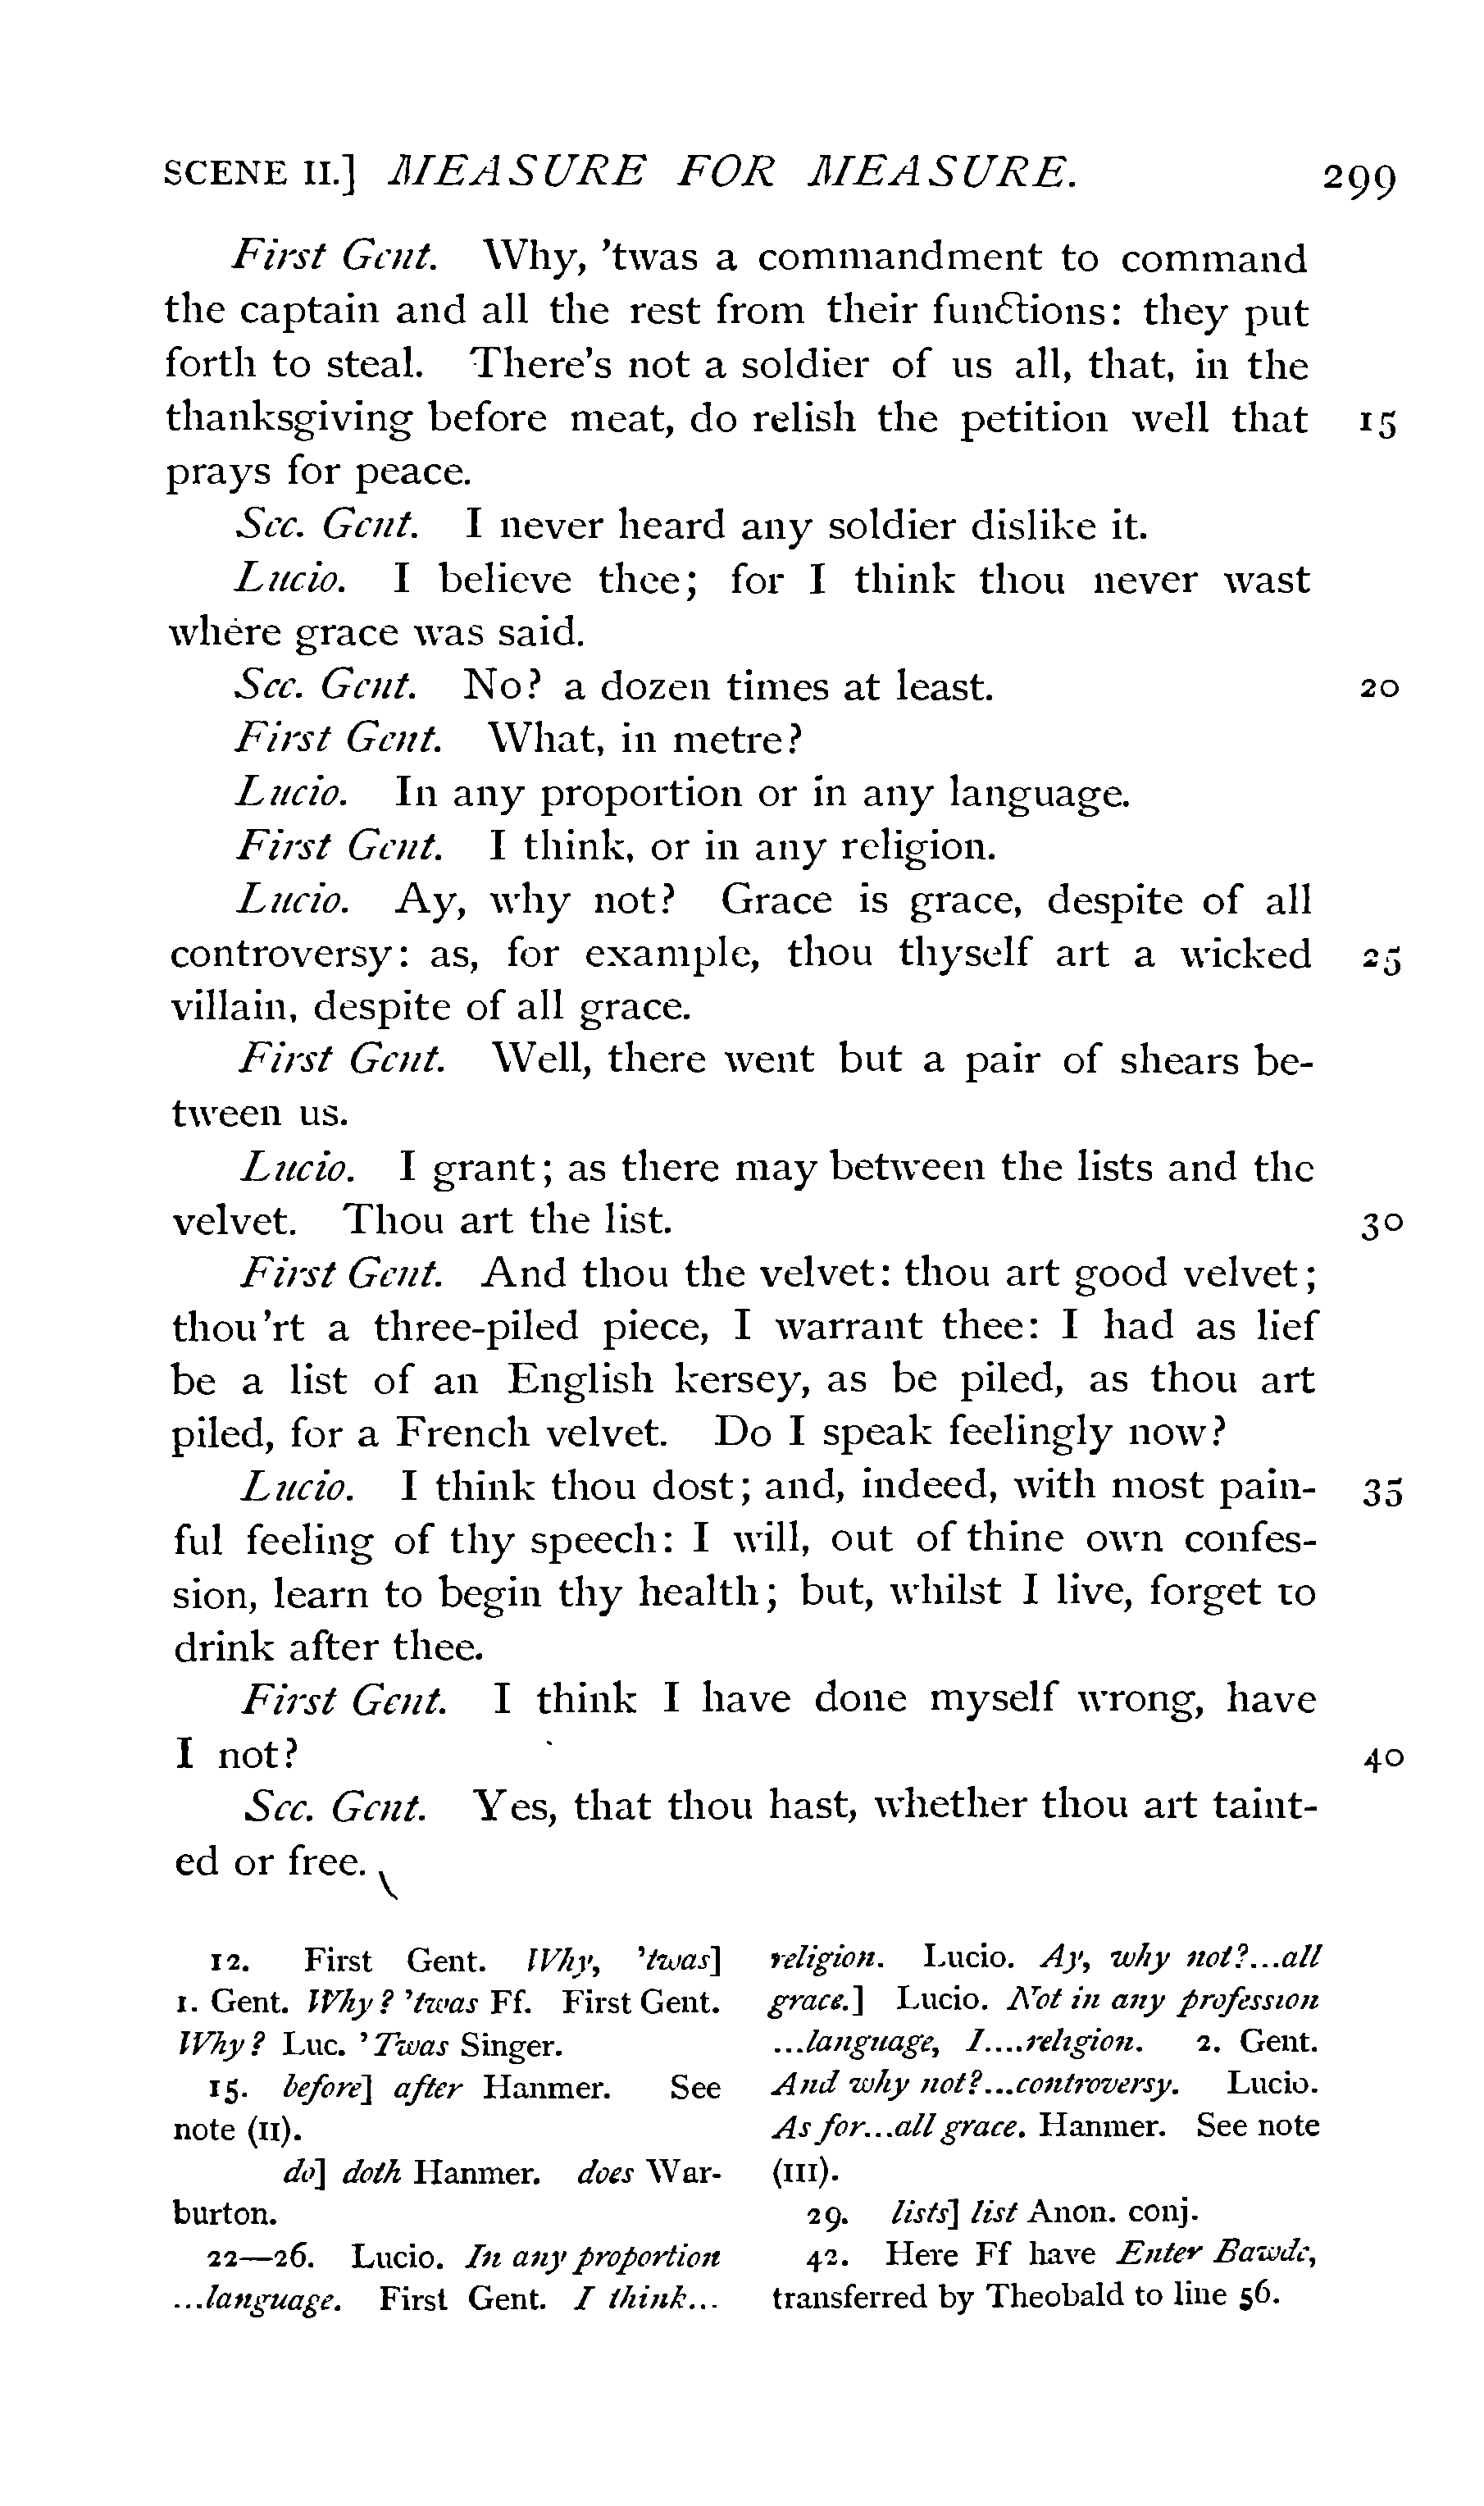 SCENE II.] MEASURE FOR MEASURE. 299
First Gent. Why, 'twas a commandment to command
the captain and all the rest from their functions: they put
forth to steal. There's not a soldier of us all, that, in the
thanksgiving before meat, do relish the petition well that 15
prays for peace.
Sec. Gent. I never heard any soldier dislike it.
Lucio. I believe thee; for I think thou never wast
where grace was said.
Sec. Gent. No? a dozen times at least. 20
First Gent. What, in metre?
Lucio. In any proportion or in any language.
First Gent. I think, or in any religion.
Lucio. Ay, why not? Grace is grace, despite of all
controversy: as, for example, thou thyself art a wicked 25
villain, despite of all grace.
First Gent. Well, there went but a pair of shears be-
tween us.
Lucio. I grant; as there may between the lists and the
velvet. Thou art the list. 30
First Gent. And thou the velvet: thou art good velvet;
thou'rt a three-piled piece, I warrant thee: I had as lief
be a list of an English kersey, as be piled, as thou art
piled, for a French velvet. Do I speak feelingly now?
Lucio. I think thou dost; and, indeed, with most pain- 35
ful feeling of thy speech: I will, out of thine own confes-
sion, learn to begin thy health; but, whilst I live, forget to
drink after thee.
First Gent. I think I have done myself wrong, have
I not? 40
Sec. Gent. Yes, that thou hast, whether thou art taint-
ed or free.
12. First Gent. Why, 'twas]
1. Gent. Why? 'twas Ff. First Gent.
Why? Luc. 'Twas Singer.
15. before] after Hanmer. See
note (II).
do] doth Hanmer. does War-
burton.
22—26. Lucio. In any proportion
...language. First Gent. I think...
religion. Lucio. Ay, why not?...all
grace.] Lucio. Not in any profession
...language, I....religion. 2. Gent.
And why not?...controversy. Lucio.
As for...all grace. Hanmer. See note
(III).
29. lists] list Anon. conj.
42. Here Ff have Enter Bawde,
transferred by Theobald to line 56.